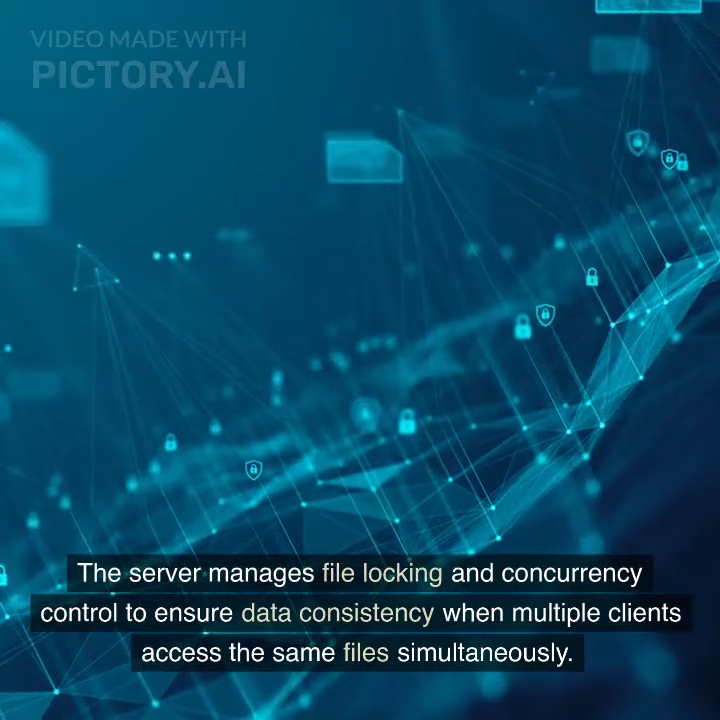 VIDEO MADE WITH
PICTORY.AI
The server manages file locking and concurrency
control to ensure data consistency when multiple clients
access the same files simultaneously.